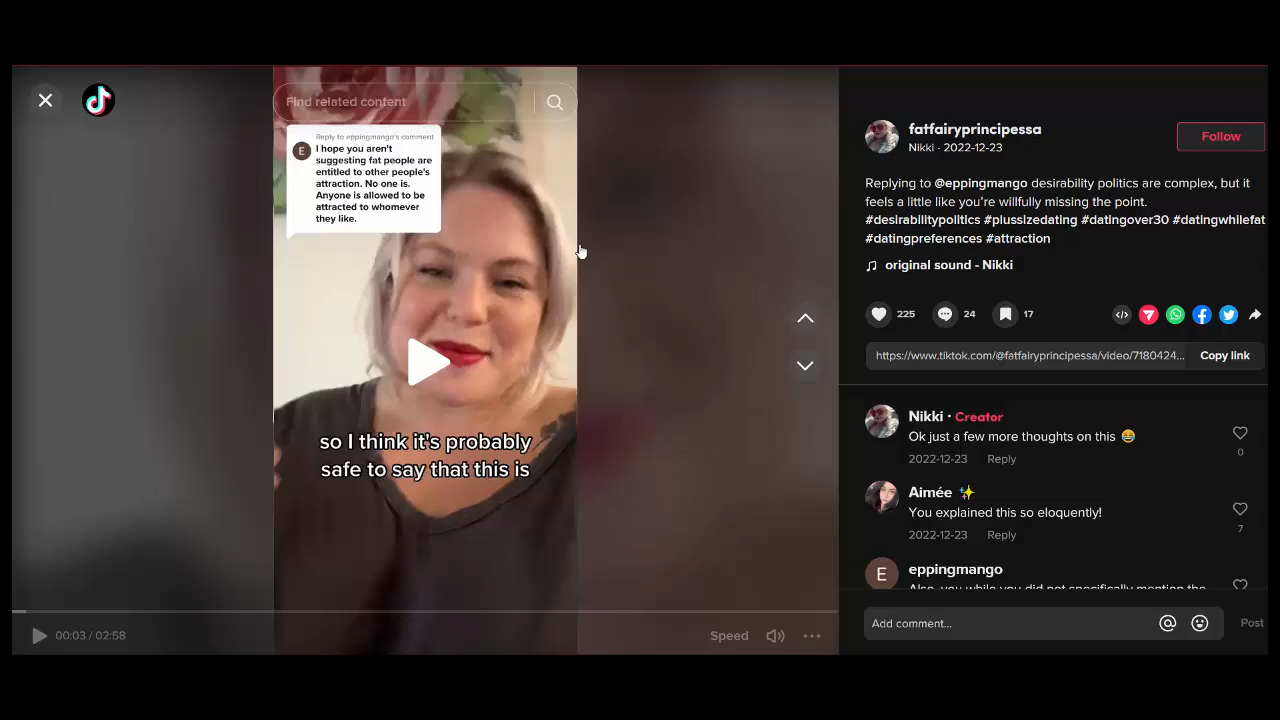 Find related content
Reply to eppingmango's comment
E
I hope you aren't
suggesting fat people are
entitled to other people's
attraction. No one is.
Anyone is allowed to be
attracted to whomever
they like.
so I think it's probably
safe to say that this is
00:03 / 02:58
Speed
fatfairyprincipessa
Nikki · 2022-12-23
Follow
Replying to @eppingmango desirability politics are complex, but it
feels a little like you're willfully missing the point.
#desirabilitypolitics #plussizedating #datingover30 #datingwhilefat
#datingpreferences #attraction
original sound - Nikki
225
24
17
https://www.tiktok.com/@fatfairyprincipessa/video/7180424...
Copy link
Nikki · Creator
Ok just a few more thoughts on this 😂
0
2022-12-23 Reply
Aimée ✨
You explained this so eloquently!
7
2022-12-23 Reply
E
eppingmango
Also, you while you did not specifically mention the
Add comment...
Post